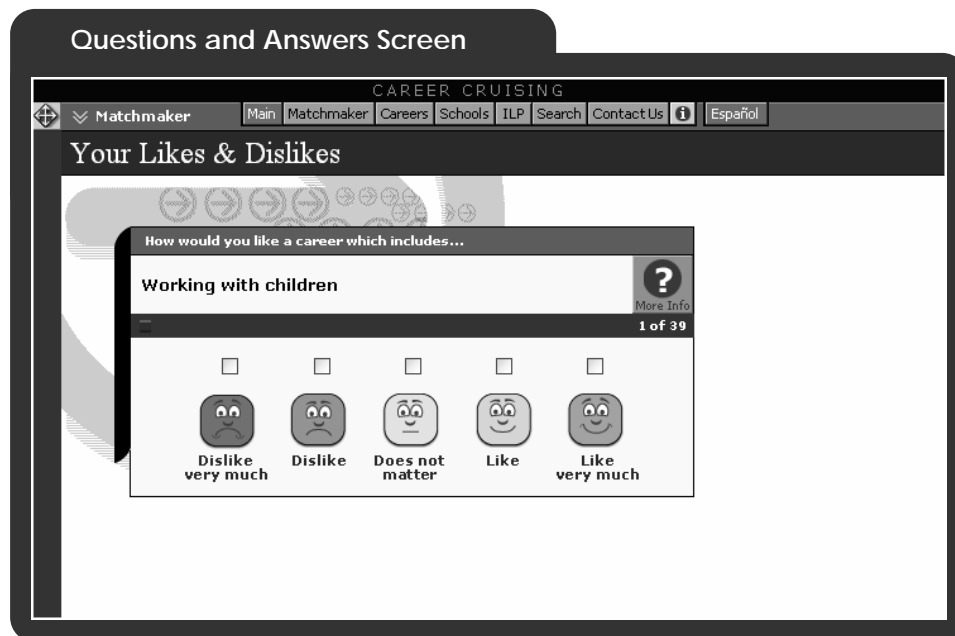 Questions and Answers Screen
CAREER CRUISING
Matchmaker Main Matchmaker Careers Schools ILP Search Contact Us i Español
Your Likes & Dislikes
How would you like a career which includes...
Working with children
?
More Info
1 of 39
Dislike very much
Dislike
Does not matter
Like
Like very much